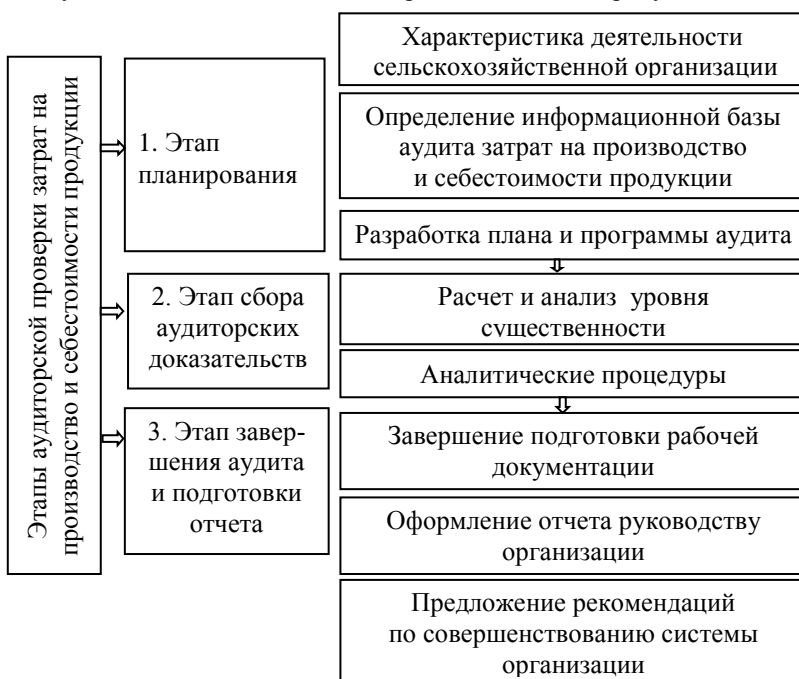 Этапы аудиторской проверки затрат на
производство и себестоимости продукции
1. Этап
планирования
Характеристика деятельности
сельскохозяйственной организации
Определение информационной базы
аудита затрат на производство
и себестоимости продукции
Разработка плана и программы аудита
2. Этап сбора
аудиторских
доказательств
Расчет и анализ уровня
существенности
Аналитические процедуры
3. Этап завер-
шения аудита
и подготовки
отчета
Завершение подготовки рабочей
документации
Оформление отчета руководству
организации
Предложение рекомендаций
по совершенствованию системы
организации